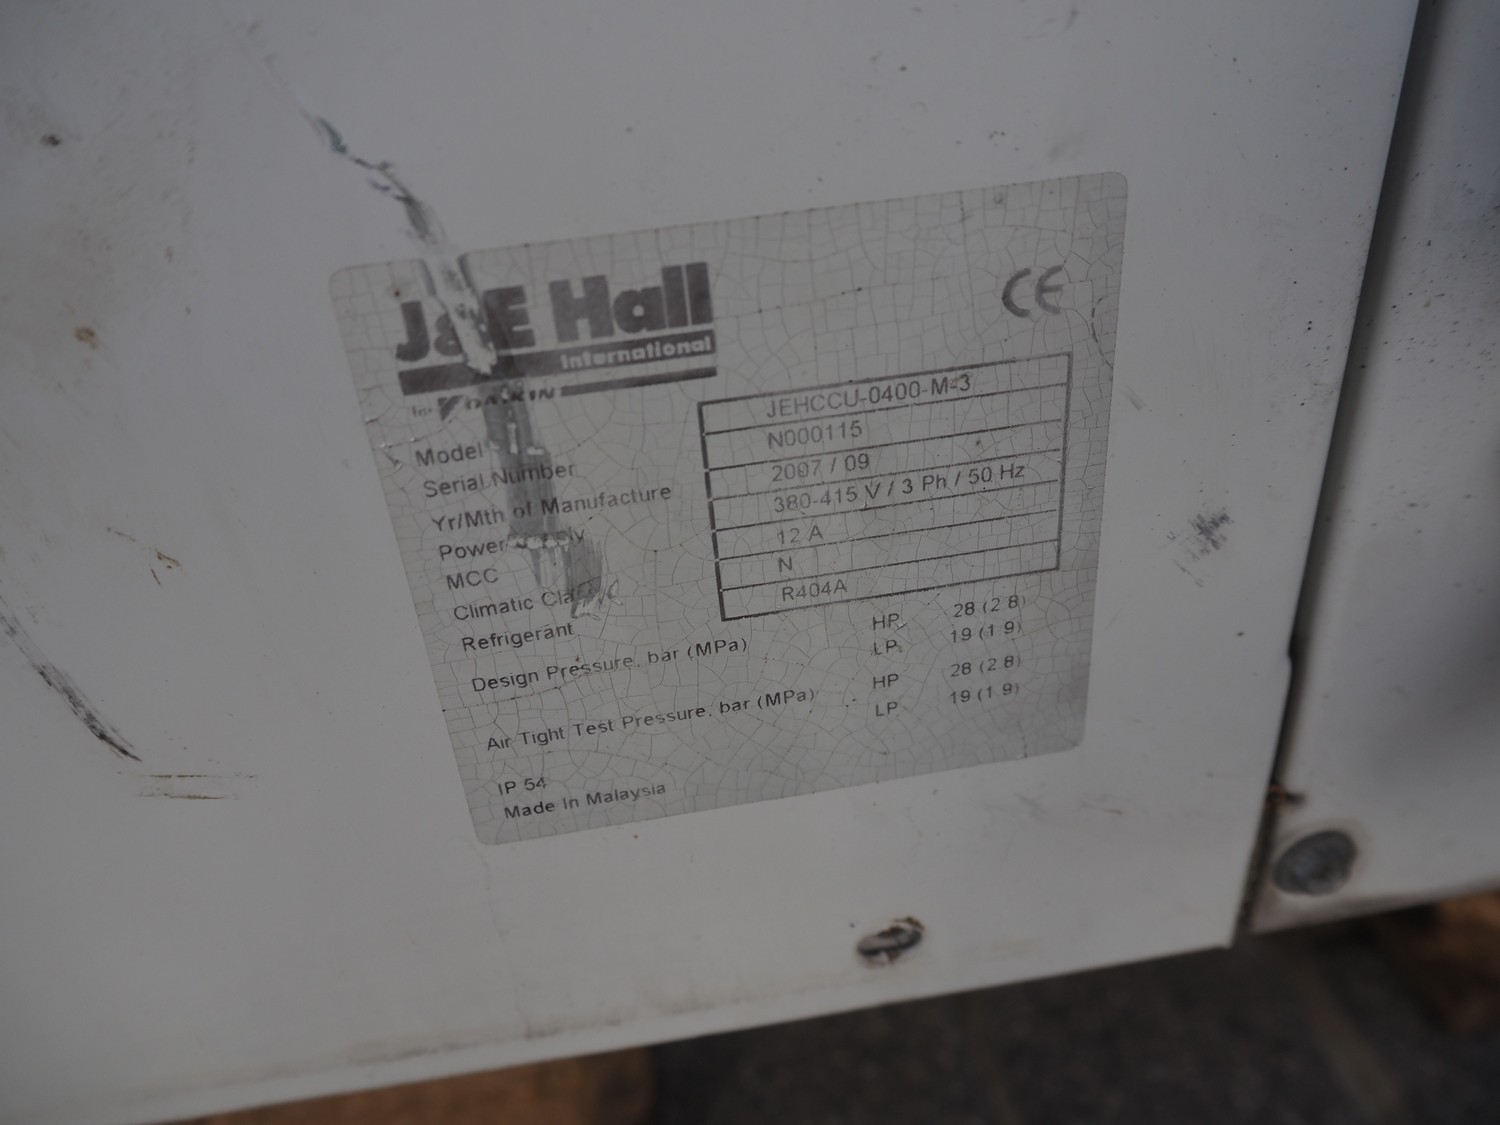 J&E Hall
International
DAIKIN
CE
Model JEHCCU-0400-M-3
Serial Number N000115
Yr/Mth of Manufacture 2007 / 09
Power 380-415 V / 3 Ph / 50 Hz
MCC 12 A
Climatic N
Refrigerant R404A
Design Pressure, bar (MPa) HP 28 (2 8)
LP 19 (1 9)
Air Tight Test Pressure, bar (MPa) HP 28 (2 8)
LP 19 (1 9)
IP 54
Made In Malaysia